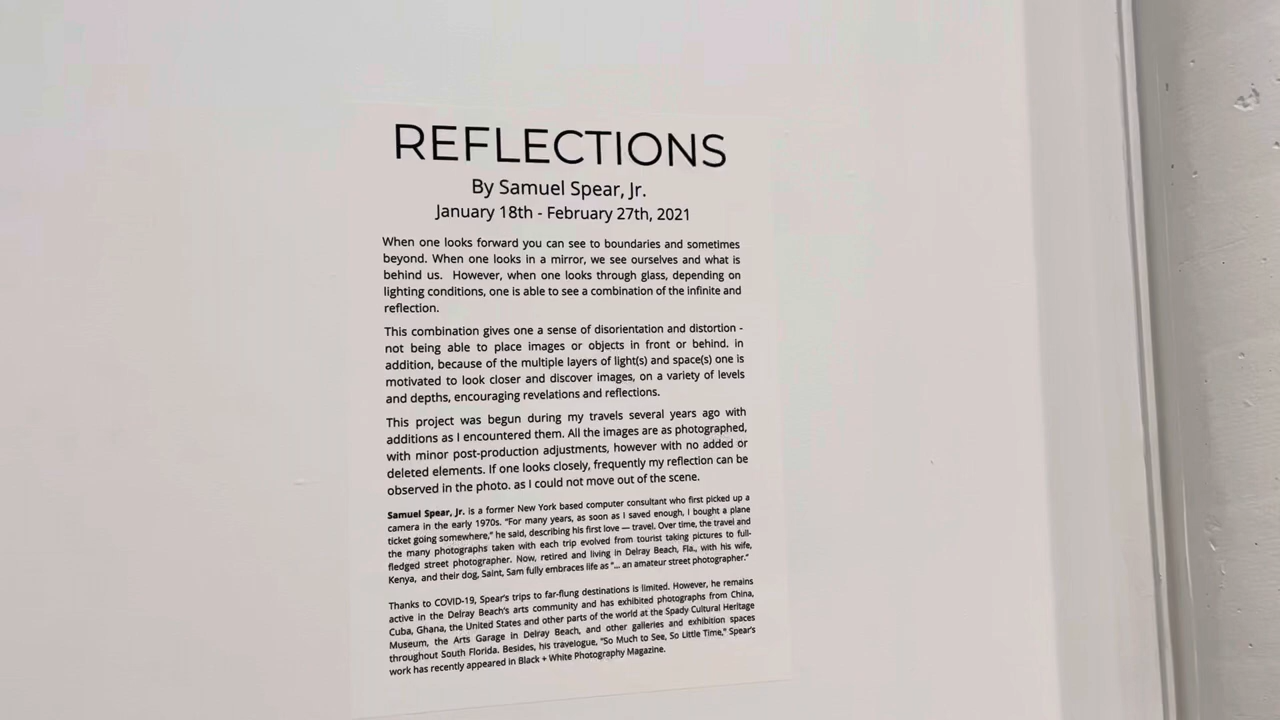 REFLECTIONS
By Samuel Spear, Jr.
January 18th - February 27th, 2021
When one looks forward you can see to boundaries and sometimes
beyond. When one looks in a mirror, we see ourselves and what is
behind us. However, when one looks through glass, depending on
lighting conditions, one is able to see a combination of the infinite and
reflection.
This combination gives one a sense of disorientation and distortion -
not being able to place images or objects in front or behind. in
addition, because of the multiple layers of light(s) and space(s) one is
motivated to look closer and discover images, on a variety of levels
and depths, encouraging revelations and reflections.
This project was begun during my travels several years ago with
additions as I encountered them. All the images are as photographed,
with minor post-production adjustments, however with no added or
deleted elements. If one looks closely, frequently my reflection can be
observed in the photo. as I could not move out of the scene.
Samuel Spear, Jr. is a former New York based computer consultant who first picked up a
camera in the early 1970s. "For many years, as soon as I saved enough, I bought a plane
ticket going somewhere," he said, describing his first love — travel. Over time, the travel and
the many photographs taken with each trip evolved from tourist taking pictures to full-
fledged street photographer. Now, retired and living in Delray Beach, Fla., with his wife,
Kenya, and their dog, Saint, Sam fully embraces life as "... an amateur street photographer."
Thanks to COVID-19, Spear's trips to far-flung destinations is limited. However, he remains
active in the Delray Beach's arts community and has exhibited photographs from China,
Cuba, Ghana, the United States and other parts of the world at the Spady Cultural Heritage
Museum, the Arts Garage in Delray Beach, and other galleries and exhibition spaces
throughout South Florida. Besides, his travelogue, "So Much to See, So Little Time," Spear's
work has recently appeared in Black + White Photography Magazine.